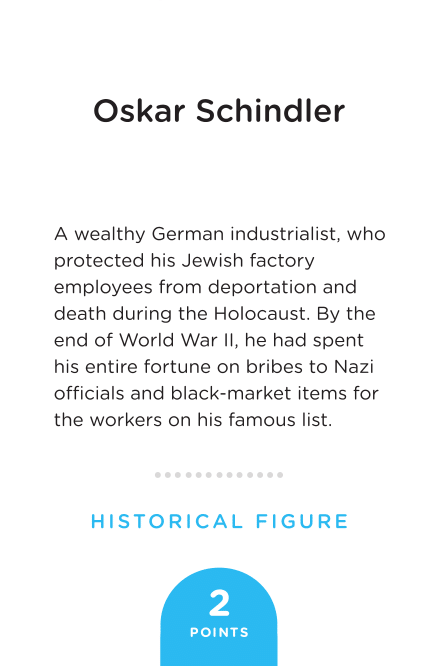 Oskar Schindler
A wealthy German industrialist, who
protected his Jewish factory
employees from deportation and
death during the Holocaust. By the
end of World War II, he had spent
his entire fortune on bribes to Nazi
officials and black-market items for
the workers on his famous list.
HISTORICAL FIGURE
2
POINTS